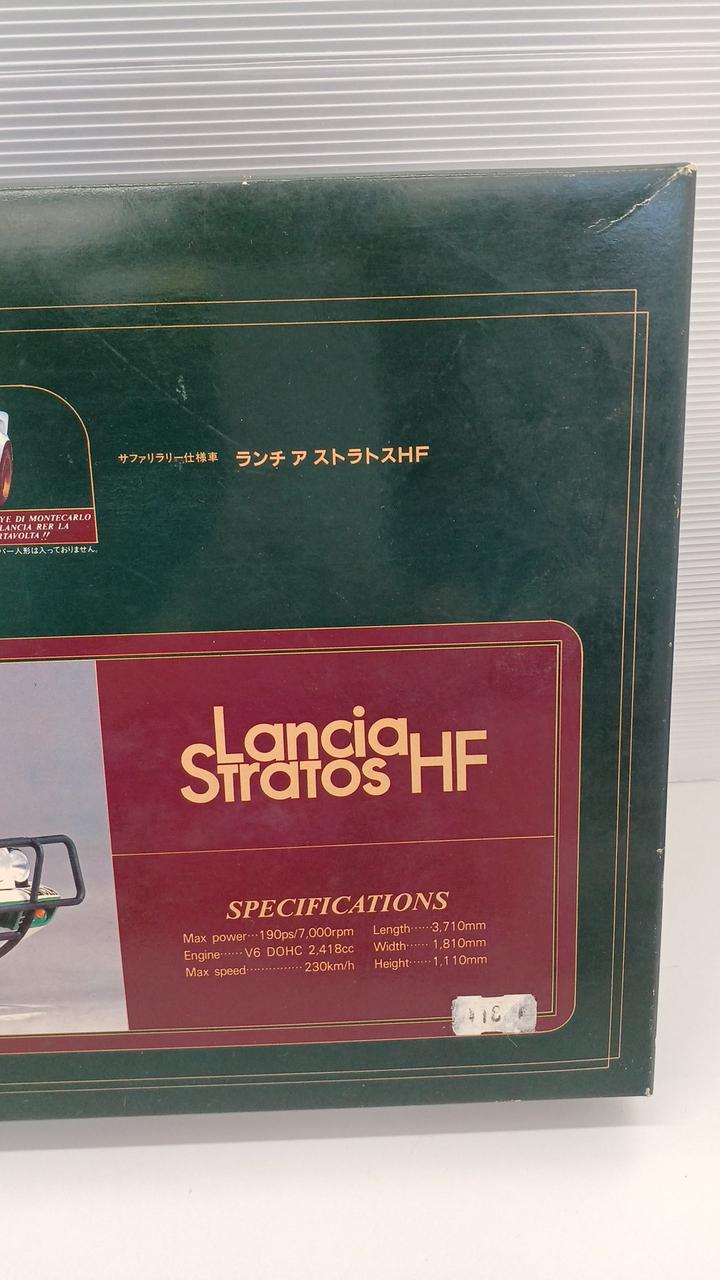 サファリラリー仕様車 ランチア ストラトスHF
YE DI MONTECARLO
LANCIA RER LA
RTAVOLTA!!
バー人形は入っておりません。
Lancia
Stratos HF
SPECIFICATIONS
Max power…190ps/7,000rpm Length……3,710mm
Engine……V6 DOHC 2,418cc Width……1,810mm
Max speed……………230km/h Height……1,110mm
418 F